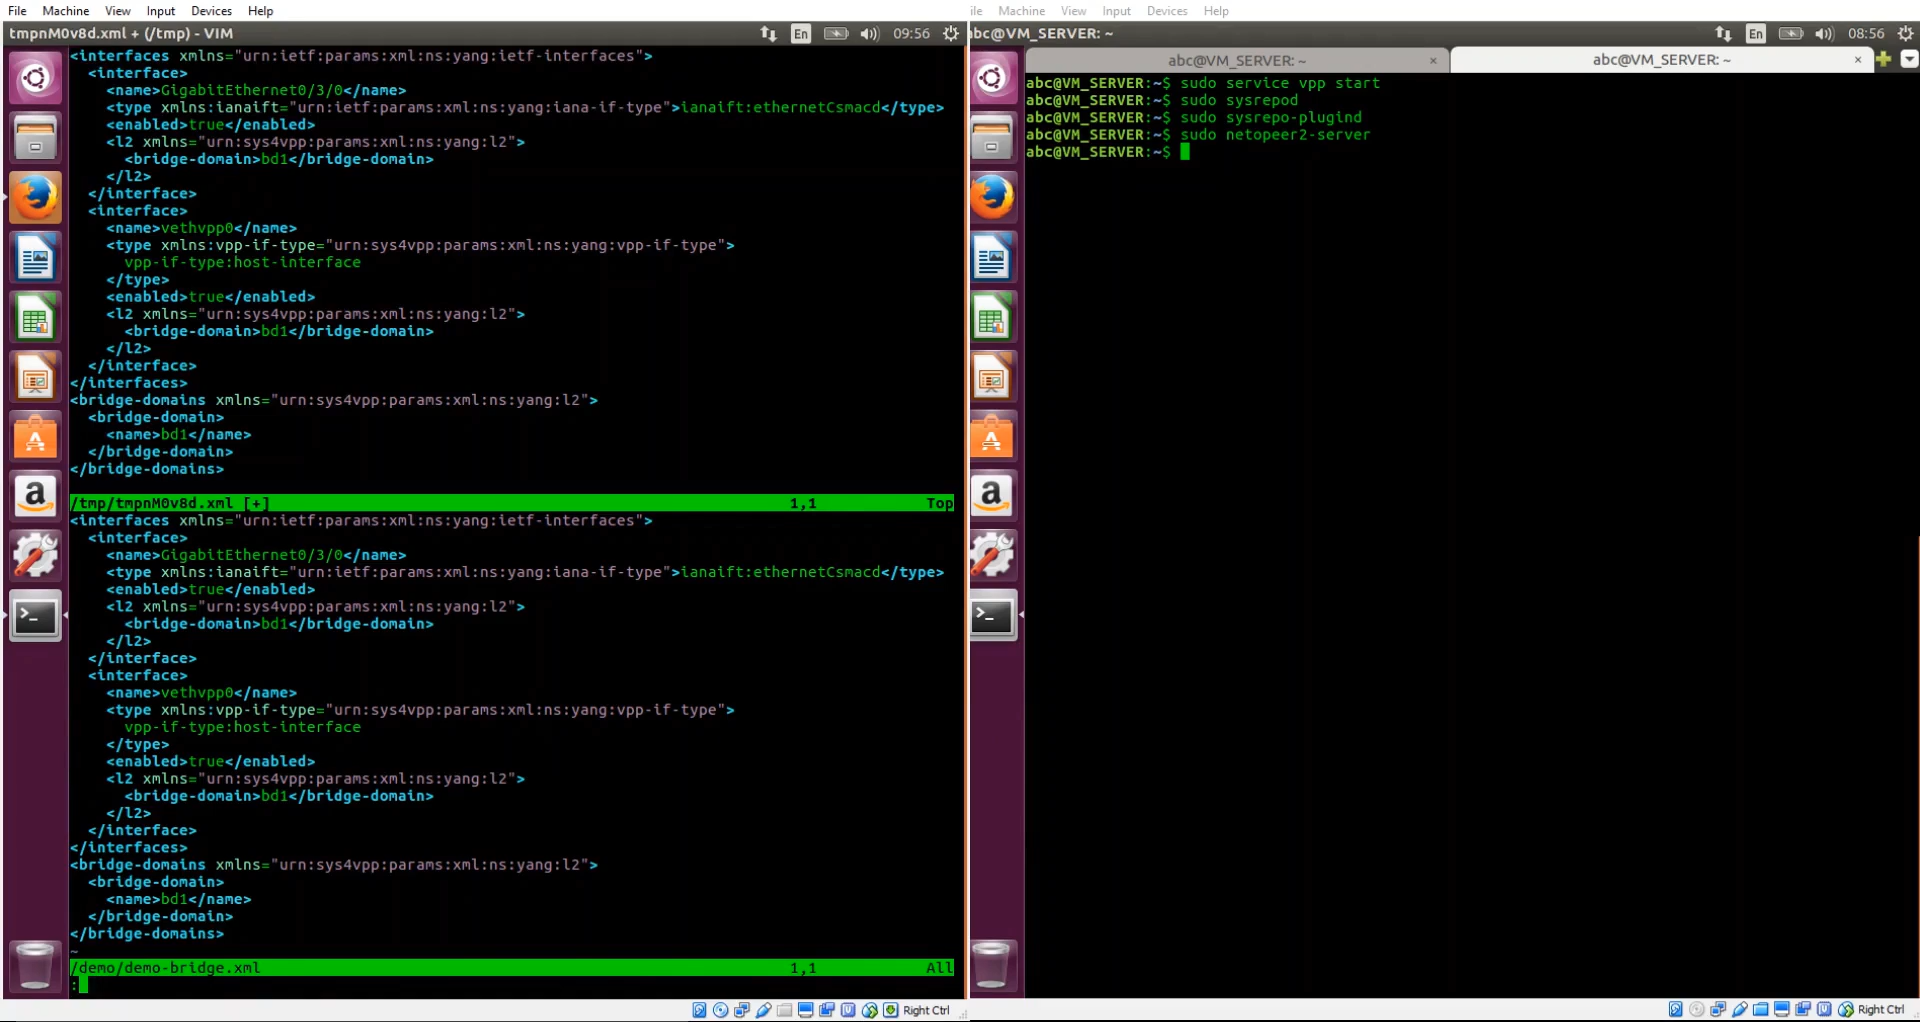 File Machine View Input Devices Help
tmpnM0v8d.xml + (/tmp) - VIM En 09:56
<interfaces xmlns="urn:ietf:params:xml:ns:yang:ietf-interfaces">
<interface>
<name>GigabitEthernet0/3/0</name>
<type xmlns:ianaift="urn:ietf:params:xml:ns:yang:iana-if-type">ianaift:ethernetCsmacd</type>
<enabled>true</enabled>
<l2 xmlns="urn:sys4vpp:params:xml:ns:yang:l2">
<bridge-domain>bd1</bridge-domain>
</l2>
</interface>
<interface>
<name>vethvpp0</name>
<type xmlns:vpp-if-type="urn:sys4vpp:params:xml:ns:yang:vpp-if-type">
vpp-if-type:host-interface
</type>
<enabled>true</enabled>
<l2 xmlns="urn:sys4vpp:params:xml:ns:yang:l2">
<bridge-domain>bd1</bridge-domain>
</l2>
</interface>
</interfaces>
<bridge-domains xmlns="urn:sys4vpp:params:xml:ns:yang:l2">
<bridge-domain>
<name>bd1</name>
</bridge-domain>
</bridge-domains>
/tmp/tmpnM0v8d.xml [+] 1,1 Top
<interfaces xmlns="urn:ietf:params:xml:ns:yang:ietf-interfaces">
<interface>
<name>GigabitEthernet0/3/0</name>
<type xmlns:ianaift="urn:ietf:params:xml:ns:yang:iana-if-type">ianaift:ethernetCsmacd</type>
<enabled>true</enabled>
<l2 xmlns="urn:sys4vpp:params:xml:ns:yang:l2">
<bridge-domain>bd1</bridge-domain>
</l2>
</interface>
<interface>
<name>vethvpp0</name>
<type xmlns:vpp-if-type="urn:sys4vpp:params:xml:ns:yang:vpp-if-type">
vpp-if-type:host-interface
</type>
<enabled>true</enabled>
<l2 xmlns="urn:sys4vpp:params:xml:ns:yang:l2">
<bridge-domain>bd1</bridge-domain>
</l2>
</interface>
</interfaces>
<bridge-domains xmlns="urn:sys4vpp:params:xml:ns:yang:l2">
<bridge-domain>
<name>bd1</name>
</bridge-domain>
</bridge-domains>
~
/demo/demo-bridge.xml 1,1 All
:
Right Ctrl
ile Machine View Input Devices Help
abc@VM_SERVER: ~ En 08:56
abc@VM_SERVER: ~ × abc@VM_SERVER: ~ ×
abc@VM_SERVER:~$ sudo service vpp start
abc@VM_SERVER:~$ sudo sysrepod
abc@VM_SERVER:~$ sudo sysrepo-plugind
abc@VM_SERVER:~$ sudo netopeer2-server
abc@VM_SERVER:~$
Right Ctrl